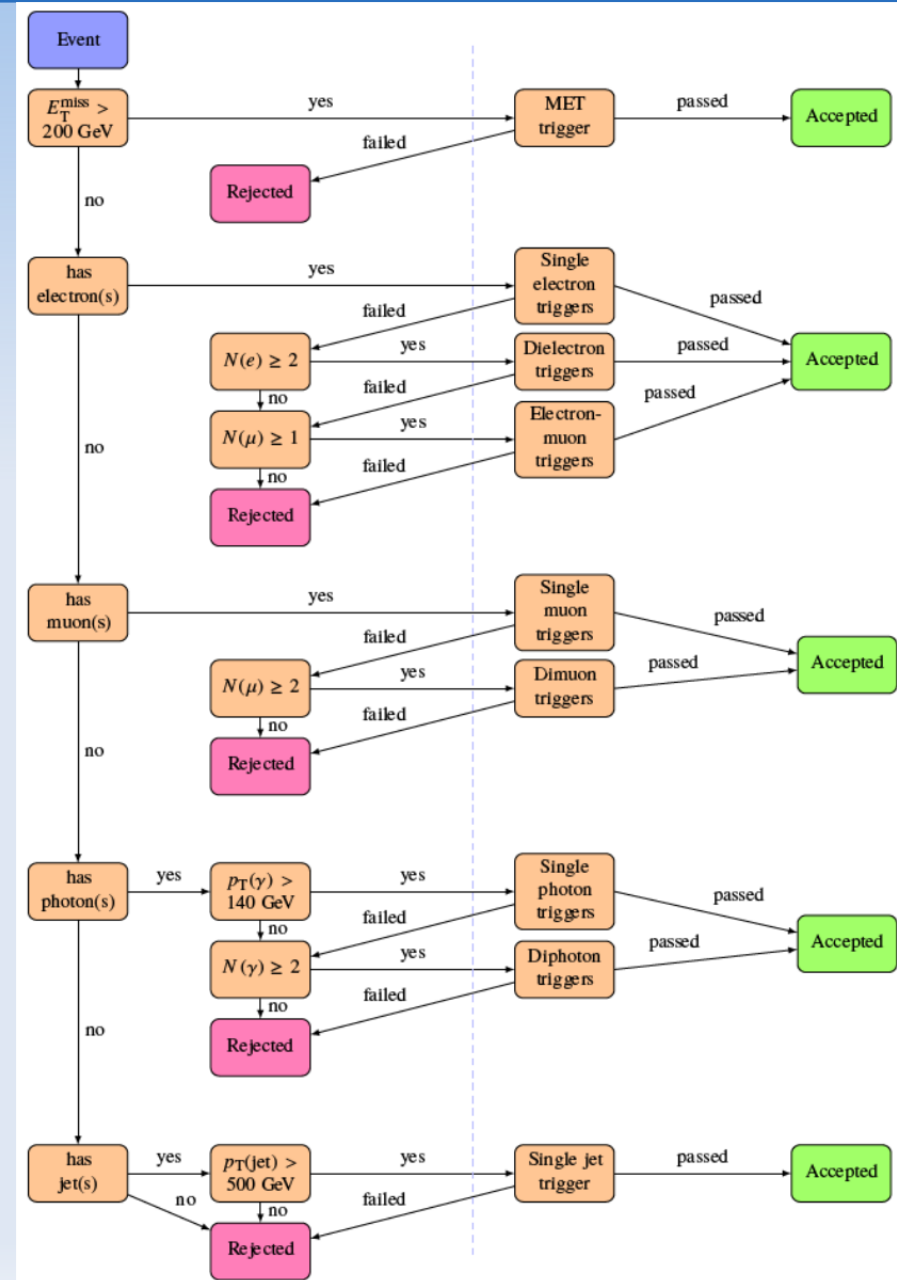 Event
E_T^miss >
200 GeV
yes
MET
trigger
passed
Accepted
failed
Rejected
no
has
electron(s)
yes
Single
electron
triggers
passed
failed
N(e) ≥ 2
yes
Dielectron
triggers
passed
Accepted
no
failed
N(μ) ≥ 1
yes
Electron-
muon
triggers
passed
no
failed
Rejected
no
has
muon(s)
yes
Single
muon
triggers
passed
failed
N(μ) ≥ 2
yes
Dimuon
triggers
passed
Accepted
no
failed
Rejected
no
has
photon(s)
yes
p_T(γ) >
140 GeV
yes
Single
photon
triggers
passed
no
failed
N(γ) ≥ 2
yes
Diphoton
triggers
passed
Accepted
no
failed
Rejected
no
has
jet(s)
yes
p_T(jet) >
500 GeV
yes
Single jet
trigger
passed
Accepted
no
no
failed
Rejected